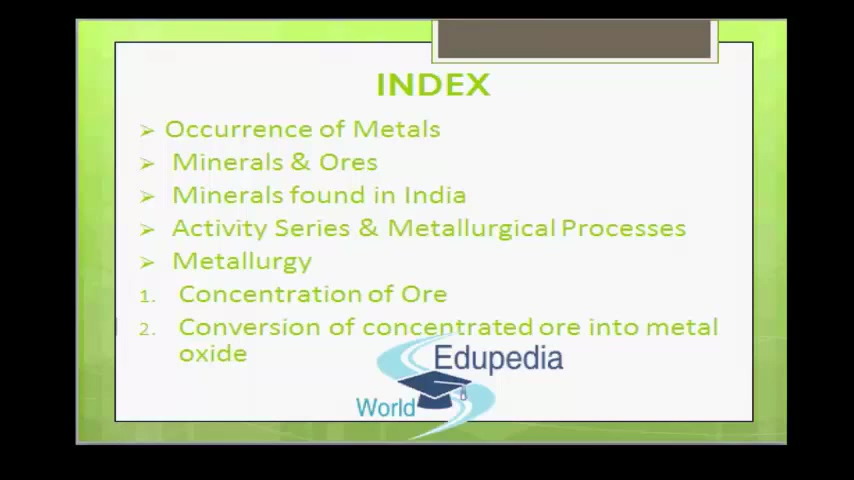 INDEX
➢ Occurrence of Metals
➢ Minerals & Ores
➢ Minerals found in India
➢ Activity Series & Metallurgical Processes
➢ Metallurgy
1. Concentration of Ore
2. Conversion of concentrated ore into metal
oxide
Edupedia
World